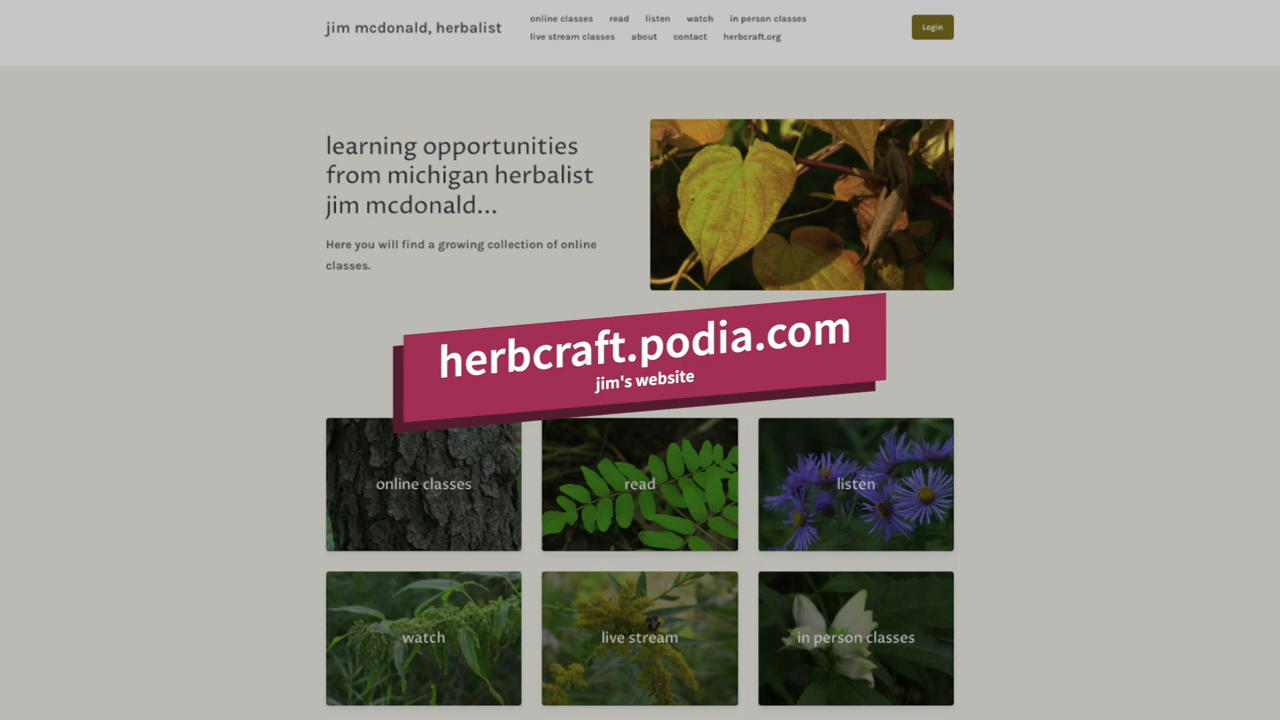 jim mcdonald, herbalist
online classes read listen watch in person classes
live stream classes about contact herbcraft.org
Login
learning opportunities
from michigan herbalist
jim mcdonald...
Here you will find a growing collection of online
classes.
herbcraft.podia.com
jim's website
online classes
read
listen
watch
live stream
in person classes